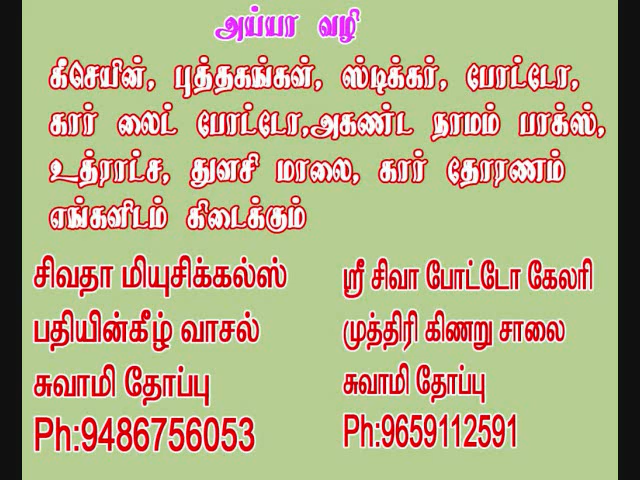 அய்யா வழி
கீசெயின், புத்தகங்கள், ஸ்டிக்கர், போட்டோ,
கார் லைட் போட்டோ,அகண்ட நாமம் பாக்ஸ்,
உத்ராட்ச, துளசி மாலை, கார் தோரணம்
எங்களிடம் கிடைக்கும்
சிவதா மியுசிக்கல்ஸ்
பதியின்கீழ் வாசல்
சுவாமி தோப்பு
Ph:9486756053
ஸ்ரீ சிவா போட்டோ கேலரி
முத்திரி கிணறு சாலை
சுவாமி தோப்பு
Ph:9659112591